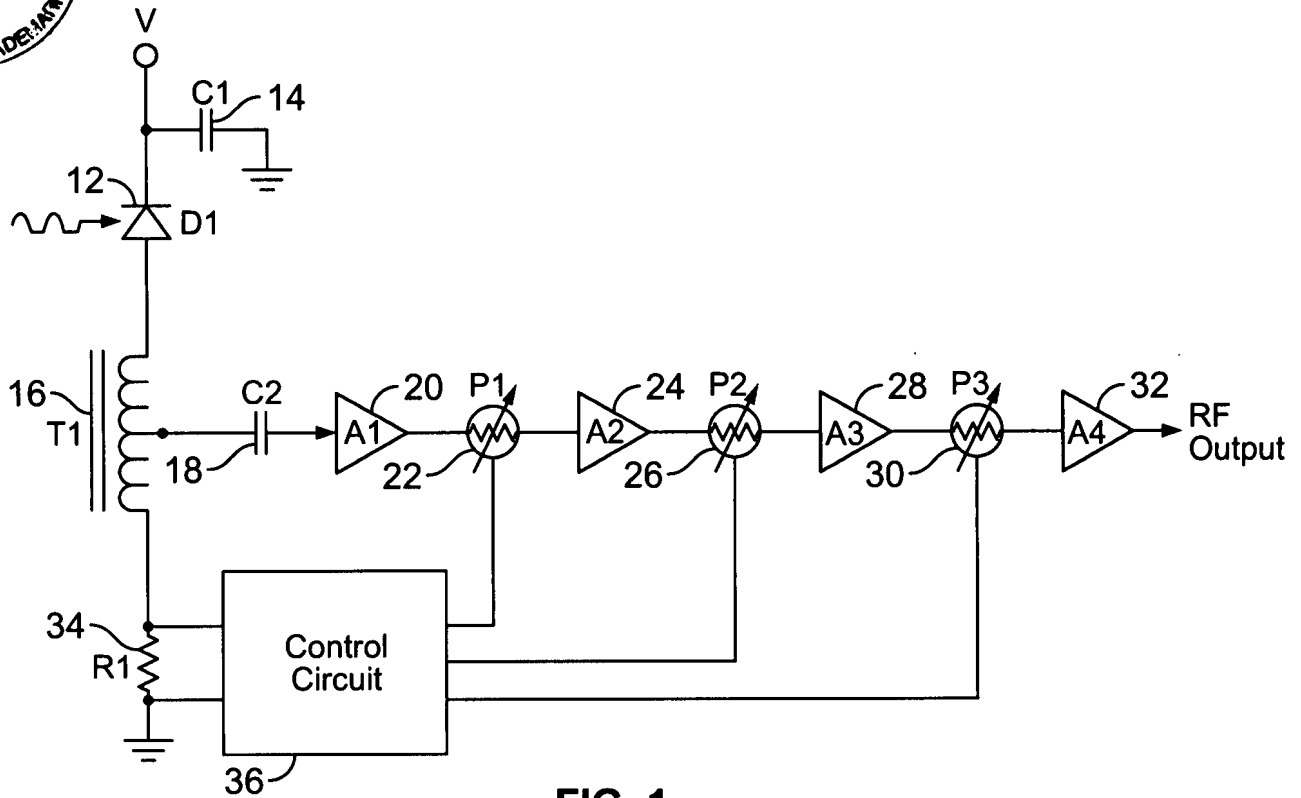 V
C1 14
12
D1
16
T1
C2
18
A1
20
P1
22
A2
24
P2
26
A3
28
P3
30
A4
32
RF
Output
34
R1
Control
Circuit
36